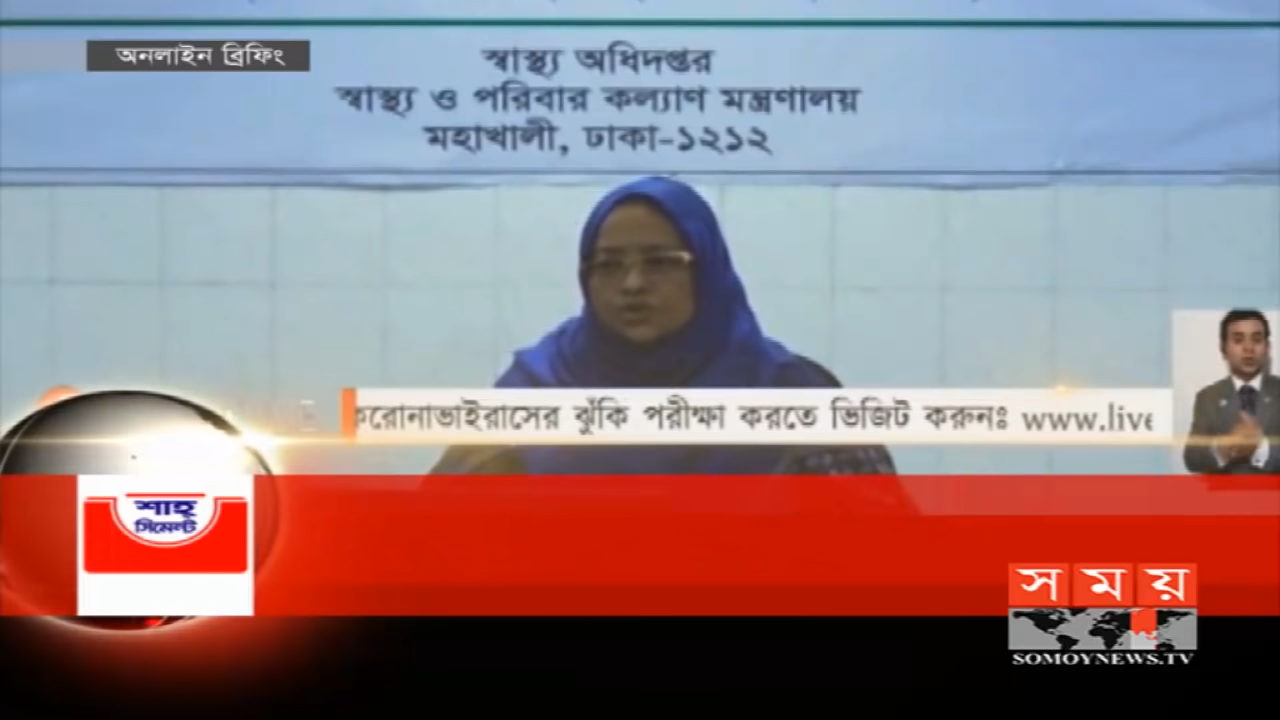 অনলাইন ব্রিফিং
স্বাস্থ্য অধিদপ্তর
স্বাস্থ্য ও পরিবার কল্যাণ মন্ত্রণালয়
মহাখালী, ঢাকা-১২১২
করোনাভাইরাসের ঝুঁকি পরীক্ষা করতে ভিজিট করুনঃ www.live
শাহ্
সিমেন্ট
সময়
SOMOYNEWS.TV